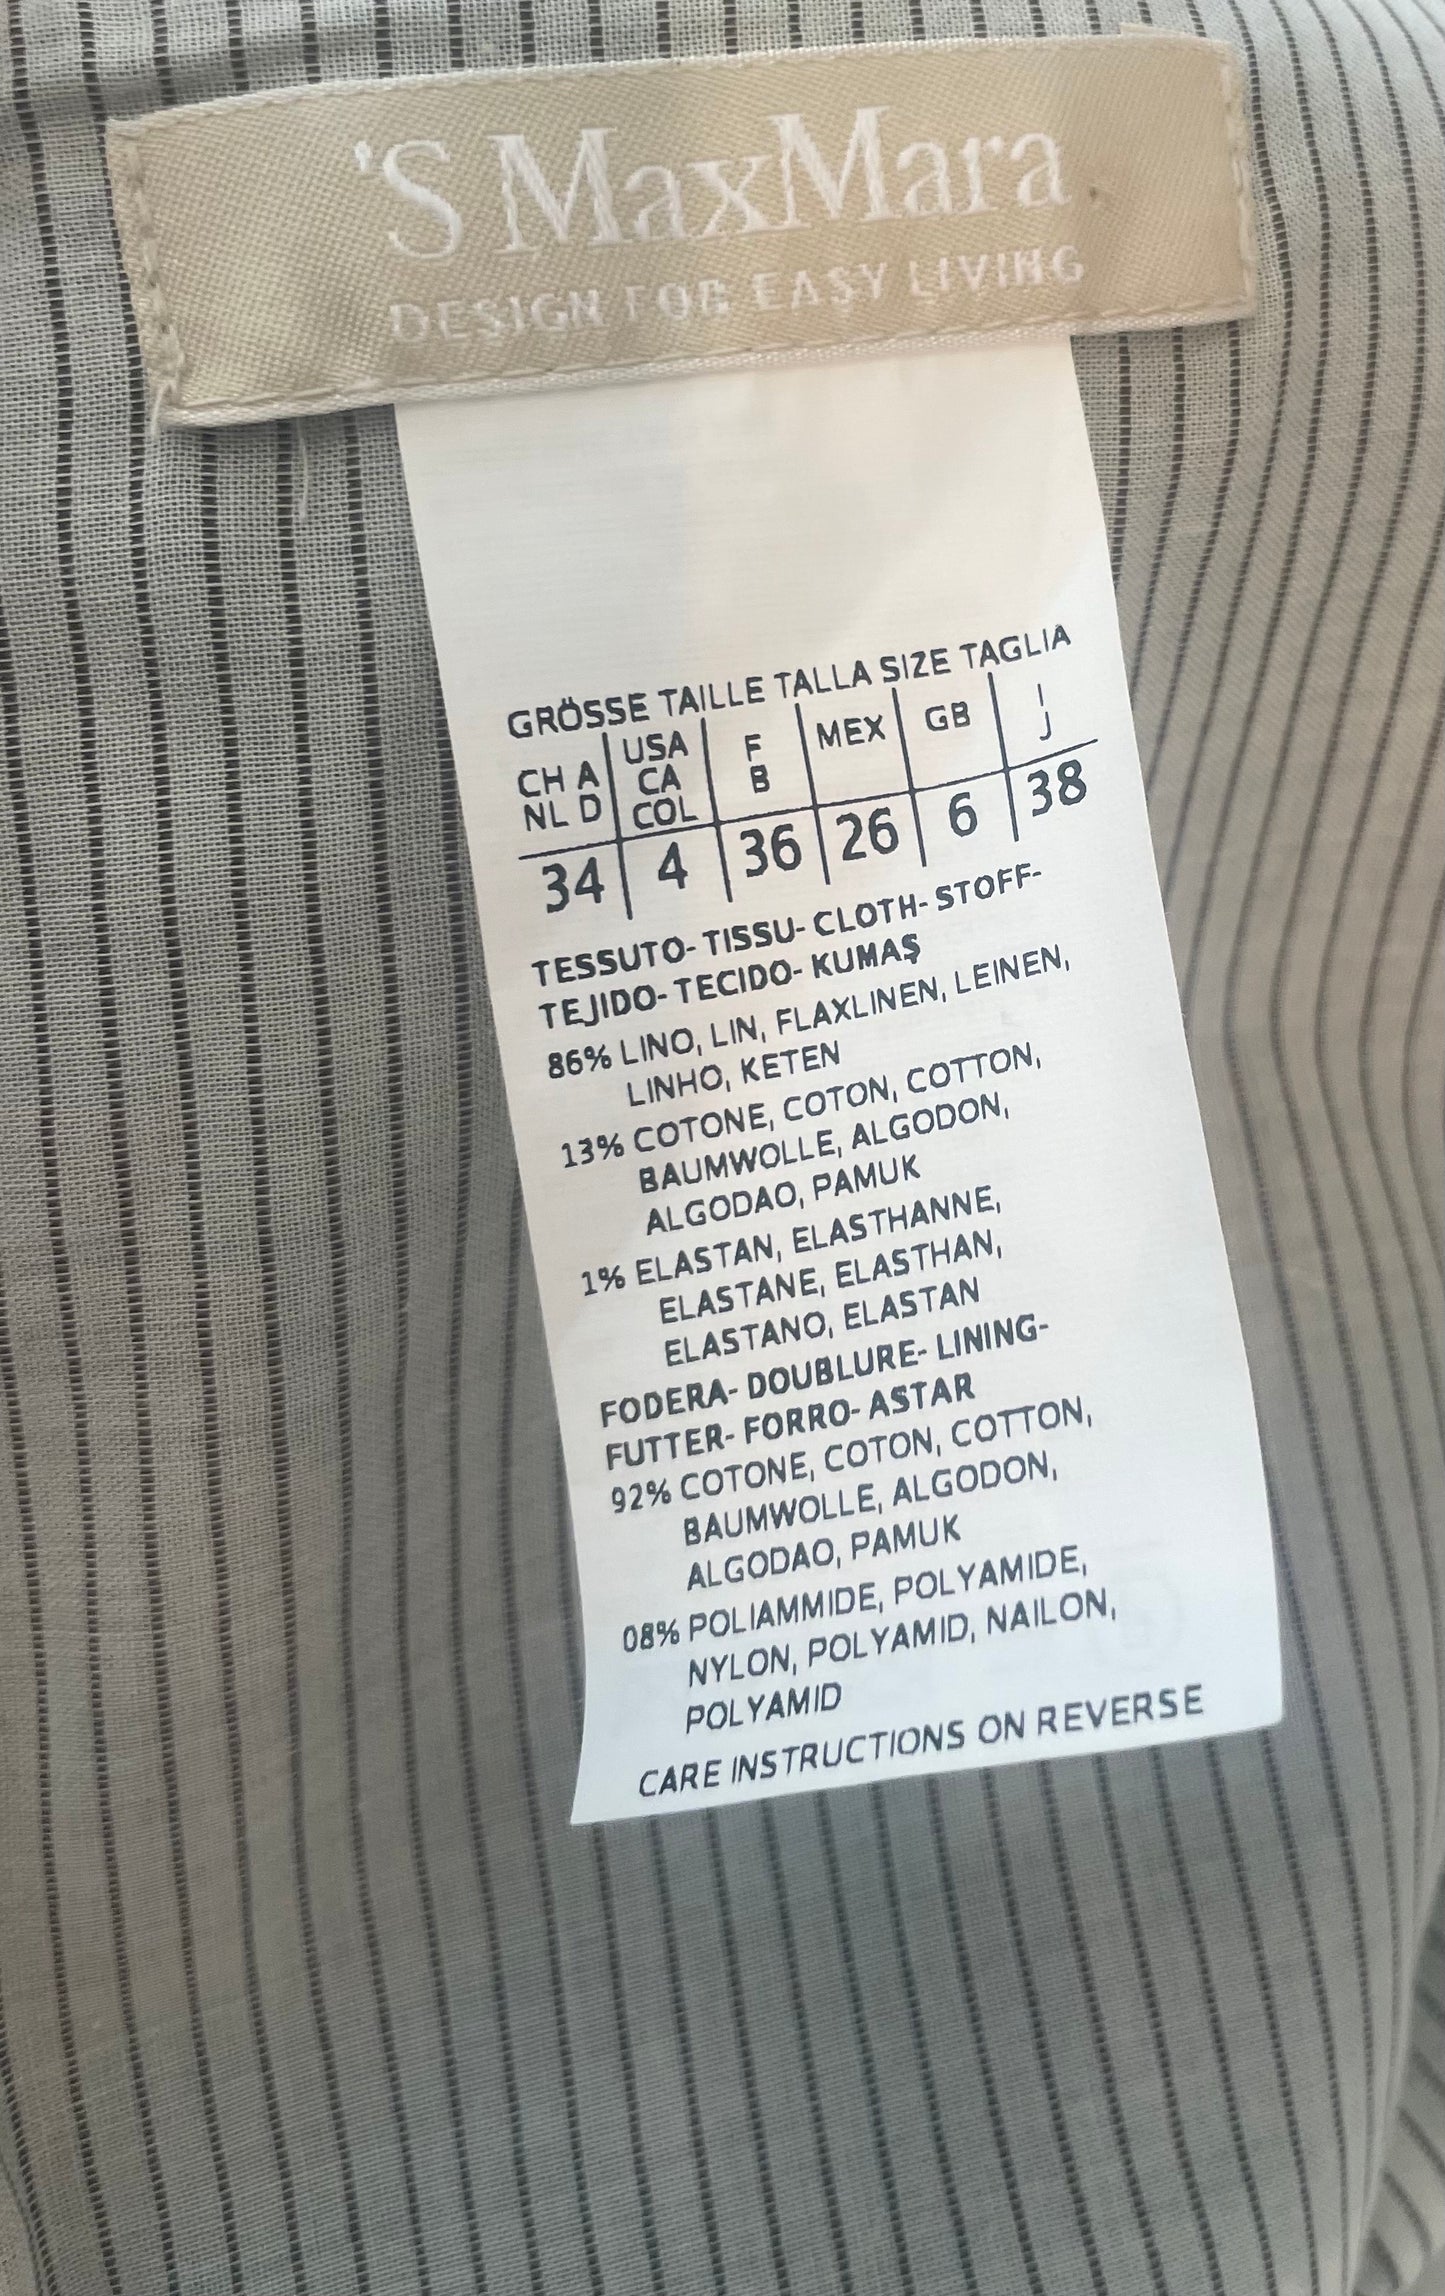 'S MaxMara
DESIGN FOR EASY LIVING
GRÖSSE TAILLE TALLA SIZE TAGLIA
CH A NL D | USA CA COL | F B | MEX | GB | I J
34 | 4 | 36 | 26 | 6 | 38
TESSUTO- TISSU- CLOTH- STOFF-
TEJIDO- TECIDO- KUMAŞ
86% LINO, LIN, FLAXLINEN, LEINEN,
LINHO, KETEN
13% COTONE, COTON, COTTON,
BAUMWOLLE, ALGODON,
ALGODAO, PAMUK
1% ELASTAN, ELASTHANNE,
ELASTANE, ELASTHAN,
ELASTANO, ELASTAN
FODERA- DOUBLURE- LINING-
FUTTER- FORRO- ASTAR
92% COTONE, COTON, COTTON,
BAUMWOLLE, ALGODON,
ALGODAO, PAMUK
08% POLIAMMIDE, POLYAMIDE,
NYLON, POLYAMID, NAILON,
POLYAMID
CARE INSTRUCTIONS ON REVERSE